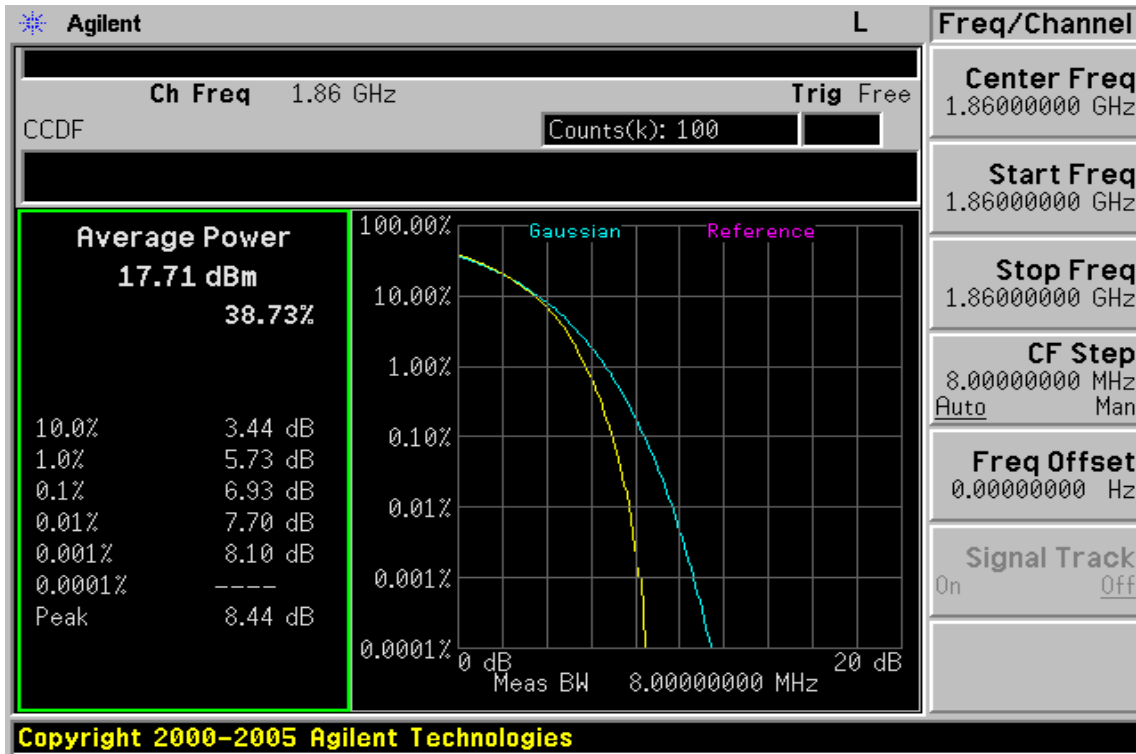 Agilent
L
Freq/Channel
Ch Freq 1.86 GHz
Trig Free
CCDF
Counts(k): 100
Average Power
17.71 dBm
38.73%
10.0% 3.44 dB
1.0% 5.73 dB
0.1% 6.93 dB
0.01% 7.70 dB
0.001% 8.10 dB
0.0001% ----
Peak 8.44 dB
Gaussian
Reference
100.00%
10.00%
1.00%
0.10%
0.01%
0.001%
0.0001%
0 dB
20 dB
Meas BW 8.00000000 MHz
Center Freq
1.86000000 GHz
Start Freq
1.86000000 GHz
Stop Freq
1.86000000 GHz
CF Step
8.00000000 MHz
Auto Man
Freq Offset
0.00000000 Hz
Signal Track
On Off
Copyright 2000-2005 Agilent Technologies